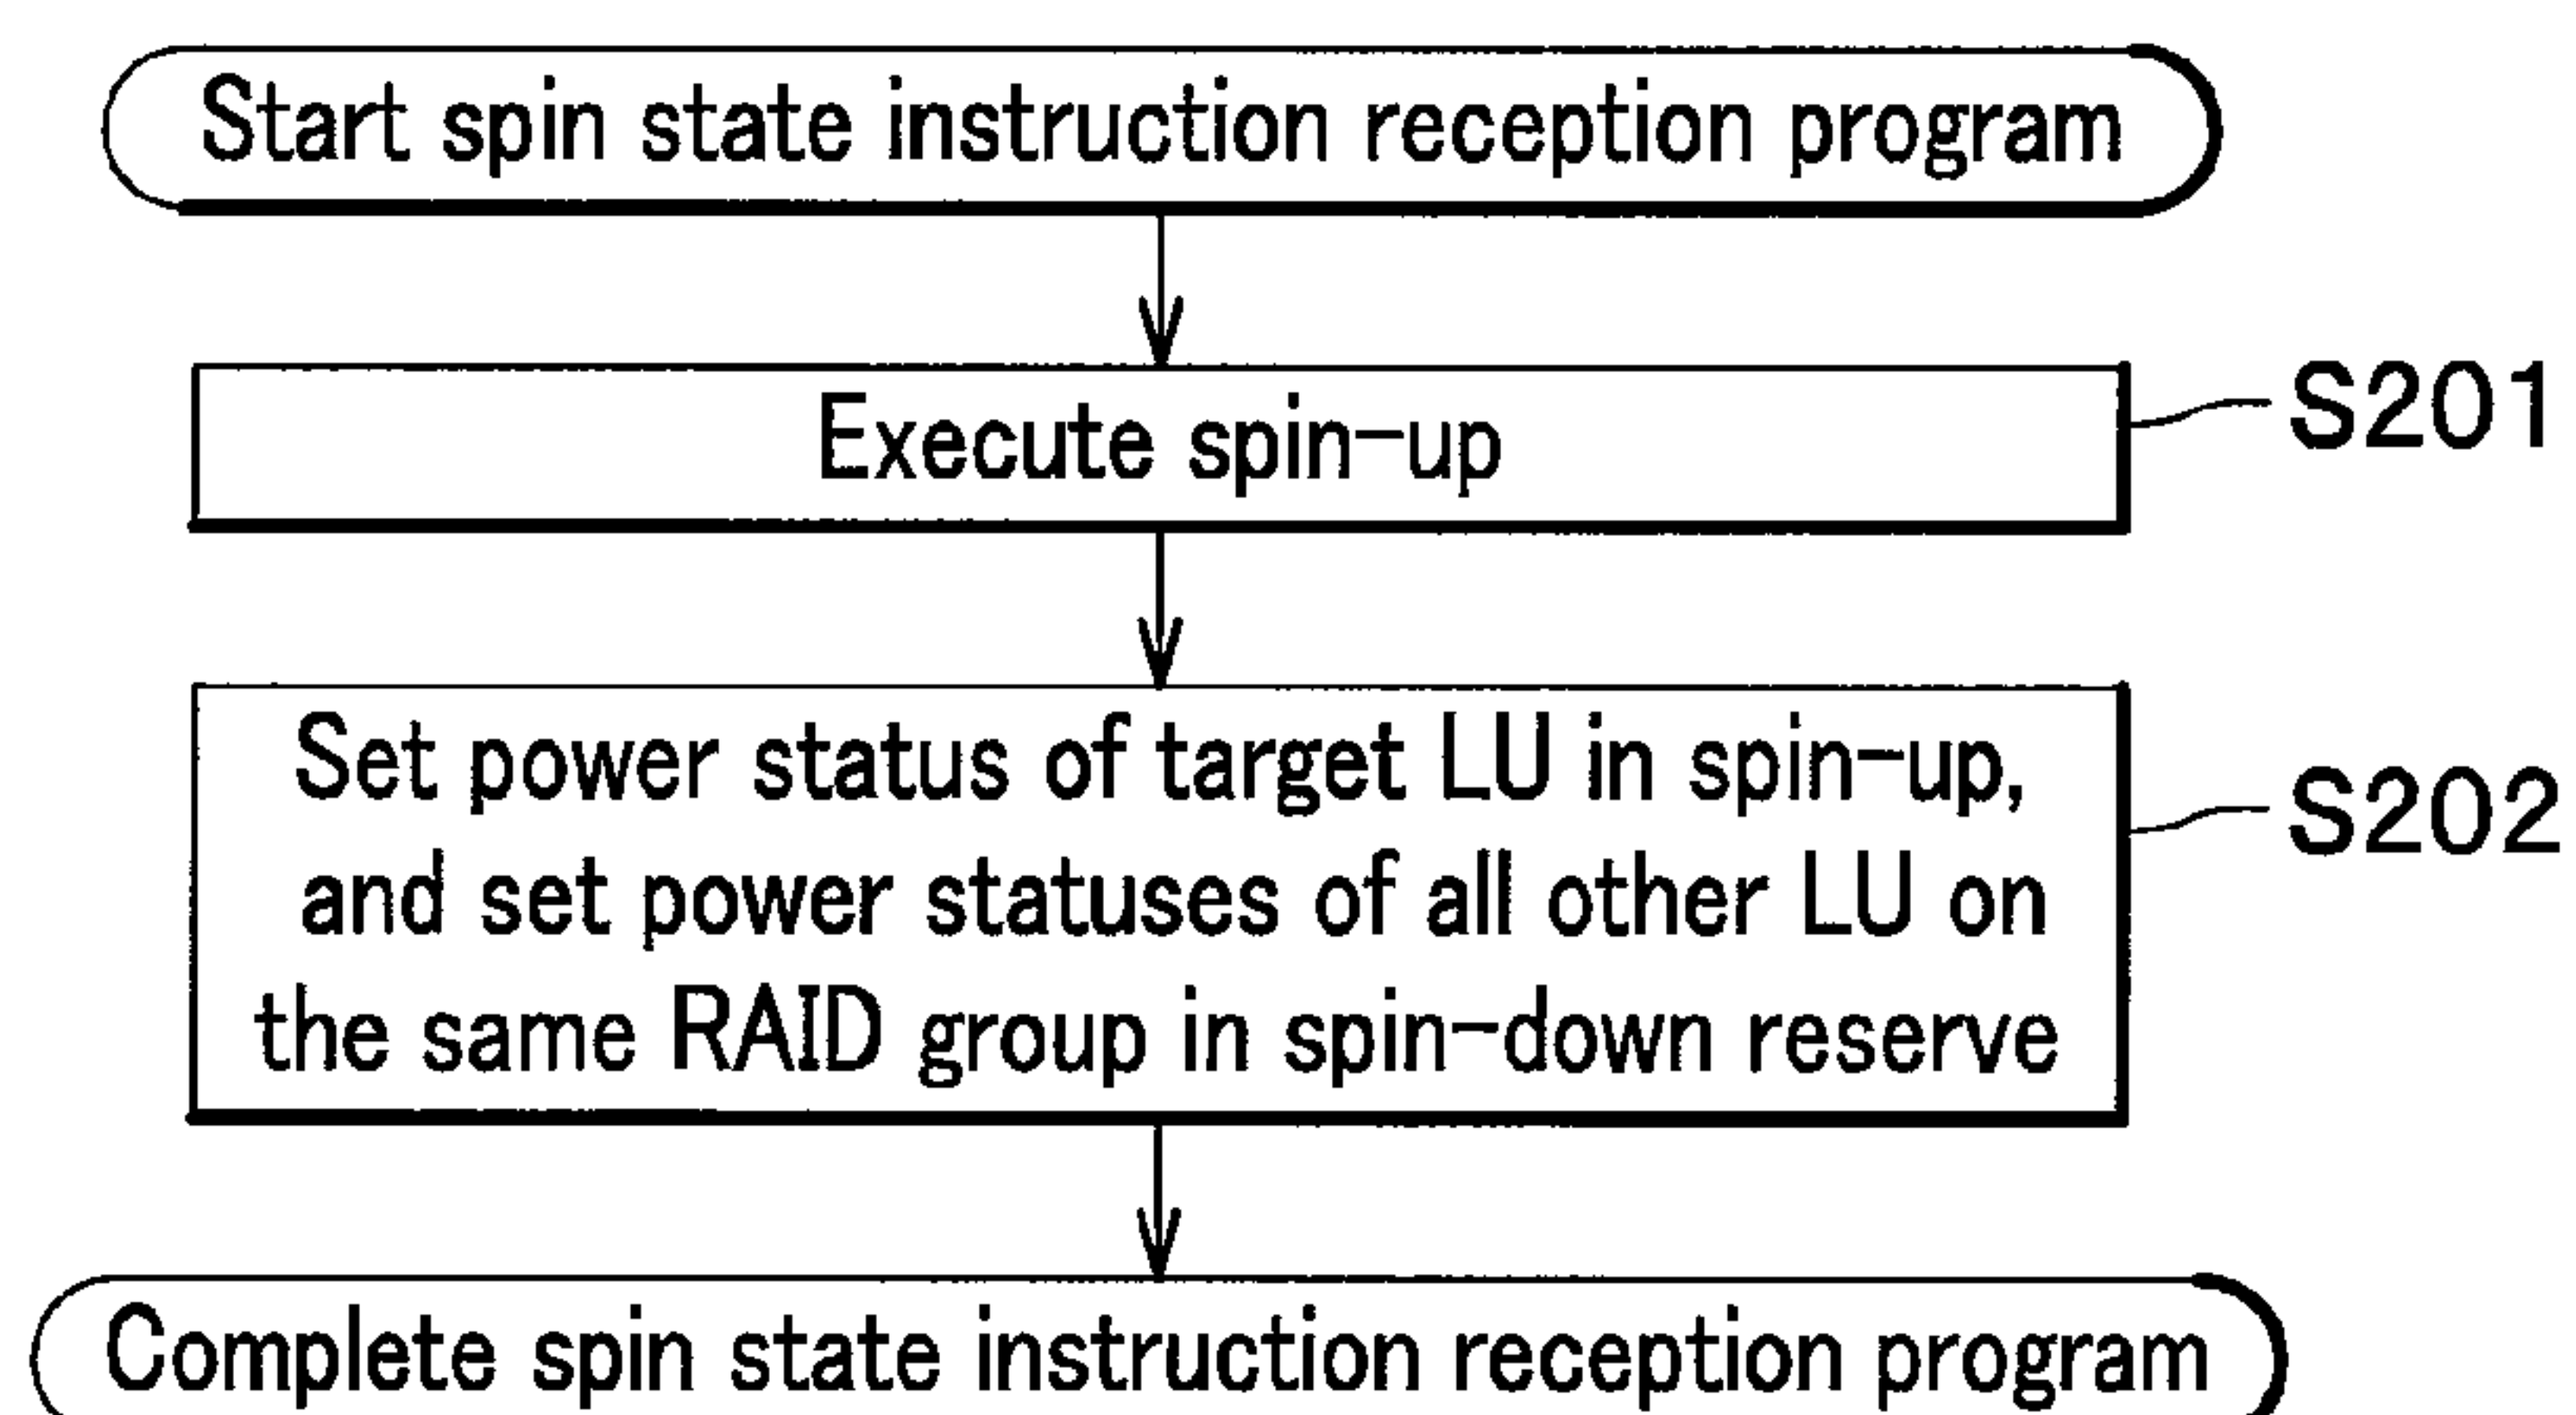 Start spin state instruction reception program
Execute spin-up
S201
Set power status of target LU in spin-up,
and set power statuses of all other LU on
the same RAID group in spin-down reserve
S202
Complete spin state instruction reception program